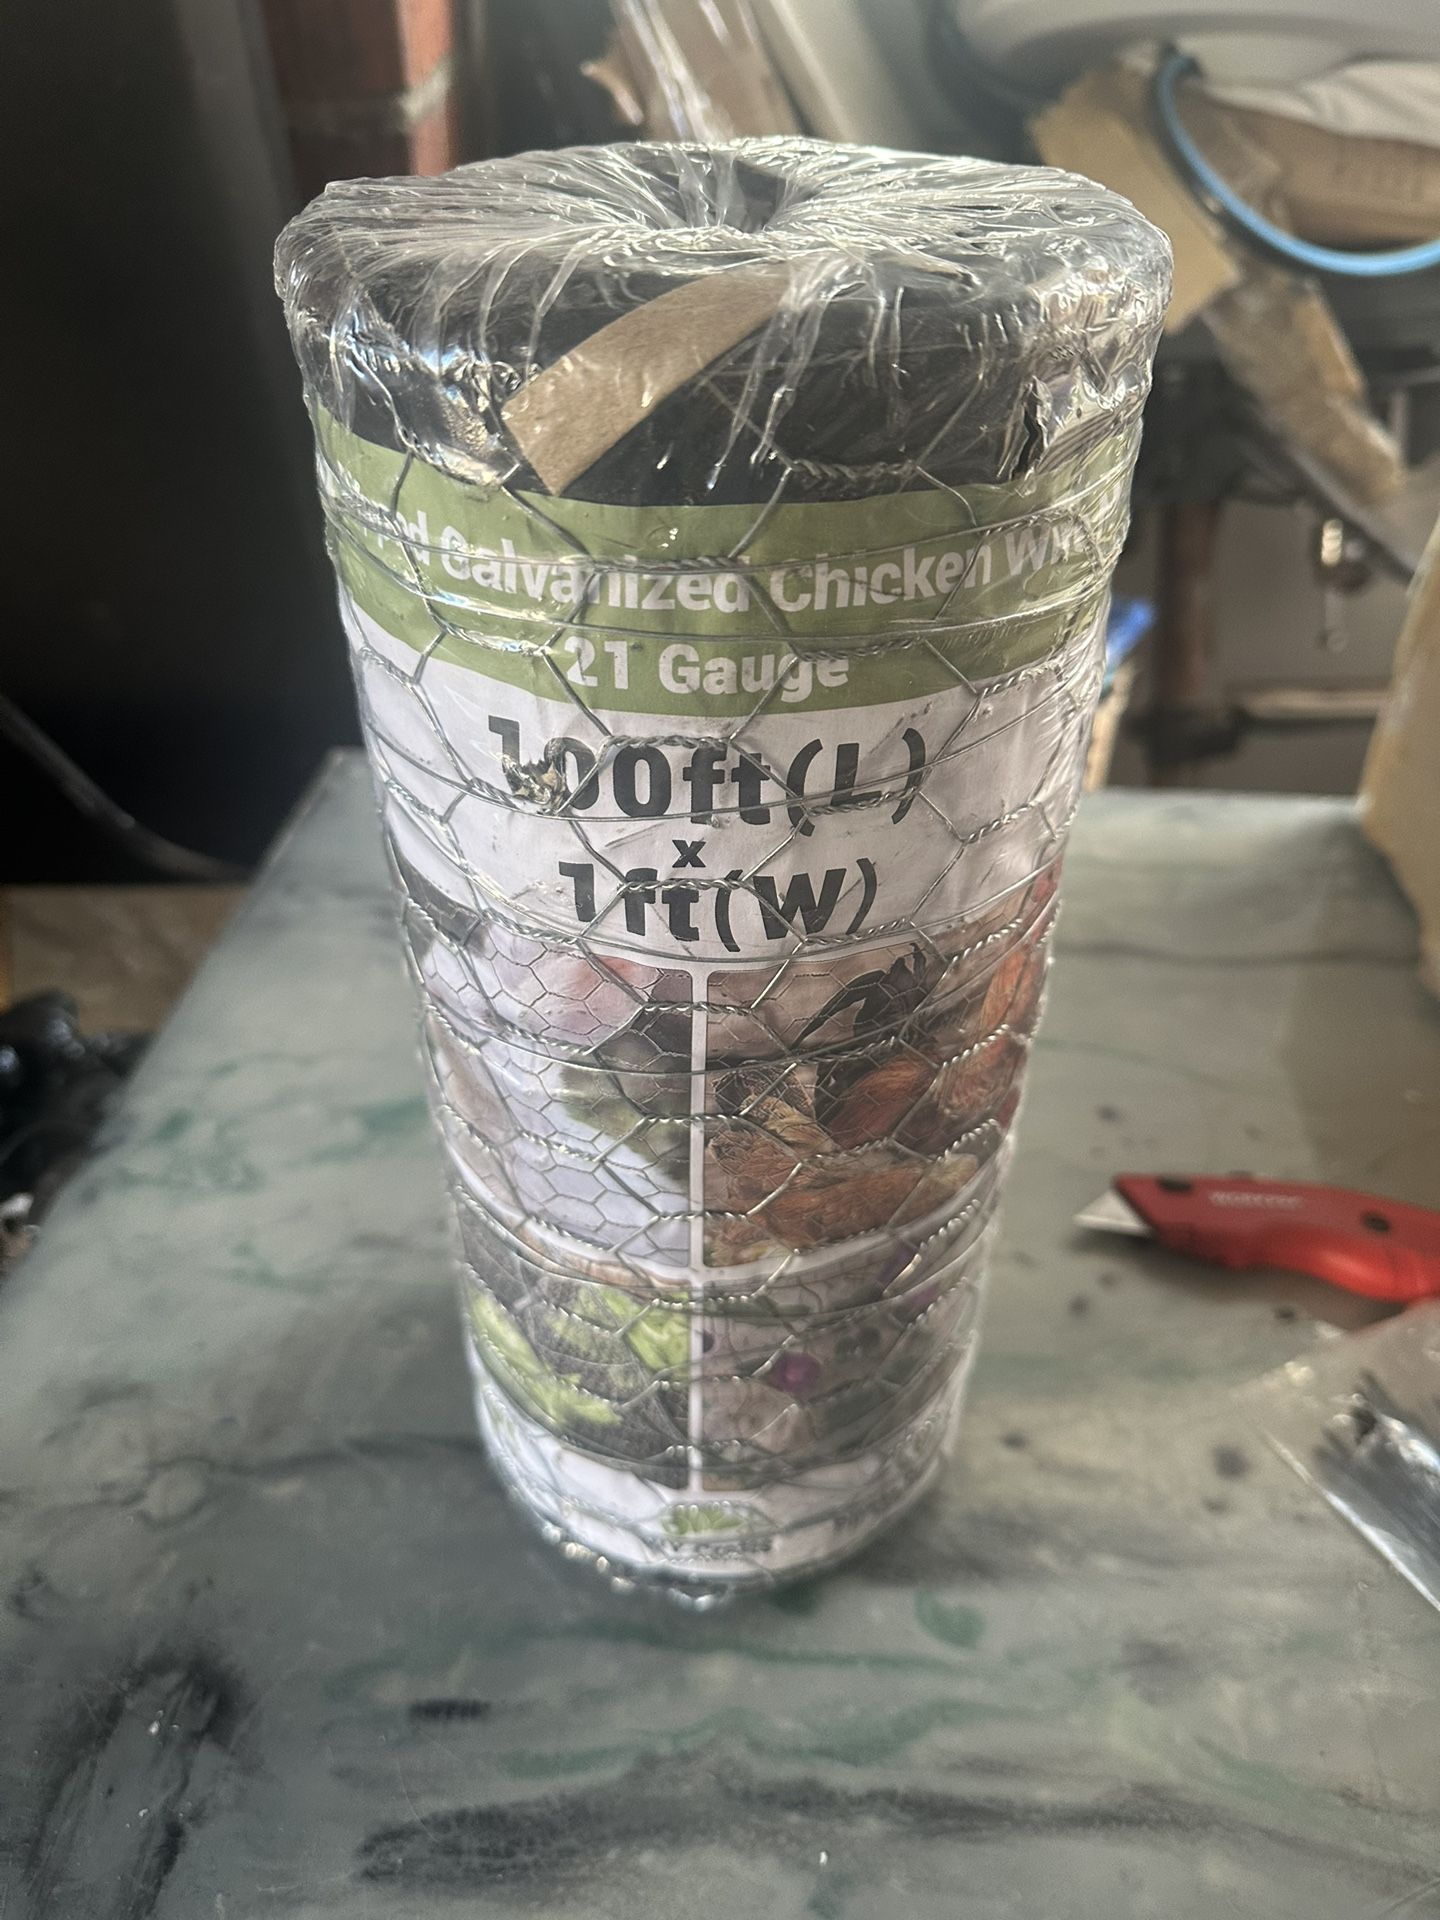 Galvanized Chicken
21 Gauge
100ft(L)
x
1ft(W)